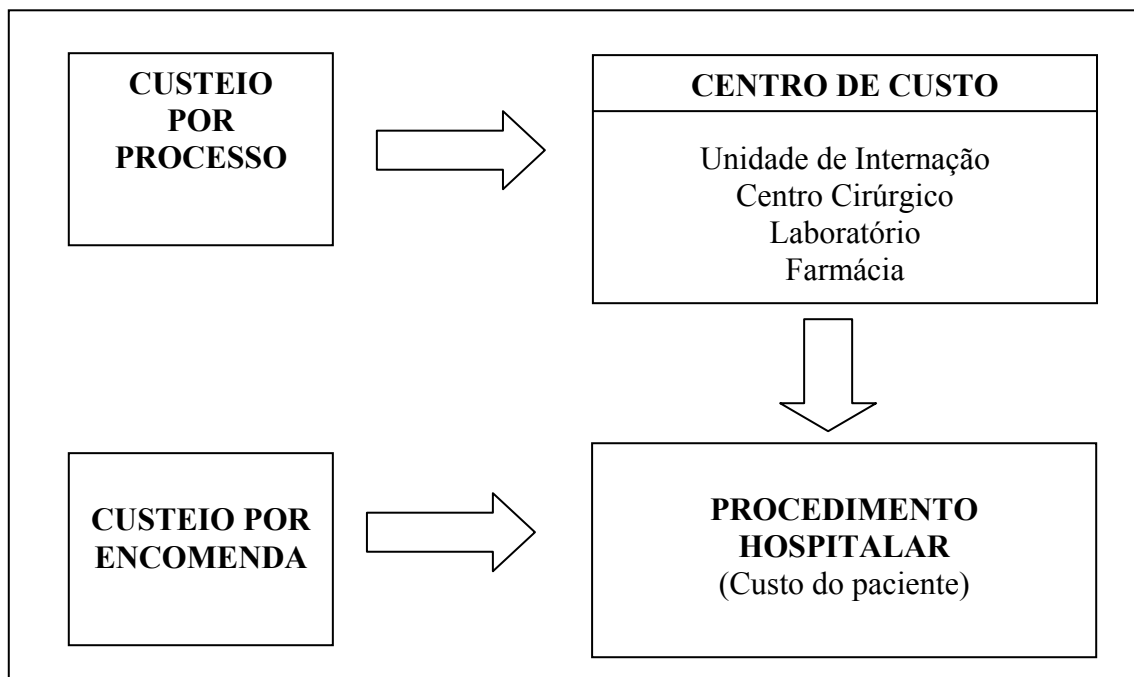 CUSTEIO
POR
PROCESSO
CENTRO DE CUSTO
Unidade de Internação
Centro Cirúrgico
Laboratório
Farmácia
CUSTEIO POR
ENCOMENDA
PROCEDIMENTO
HOSPITALAR
(Custo do paciente)